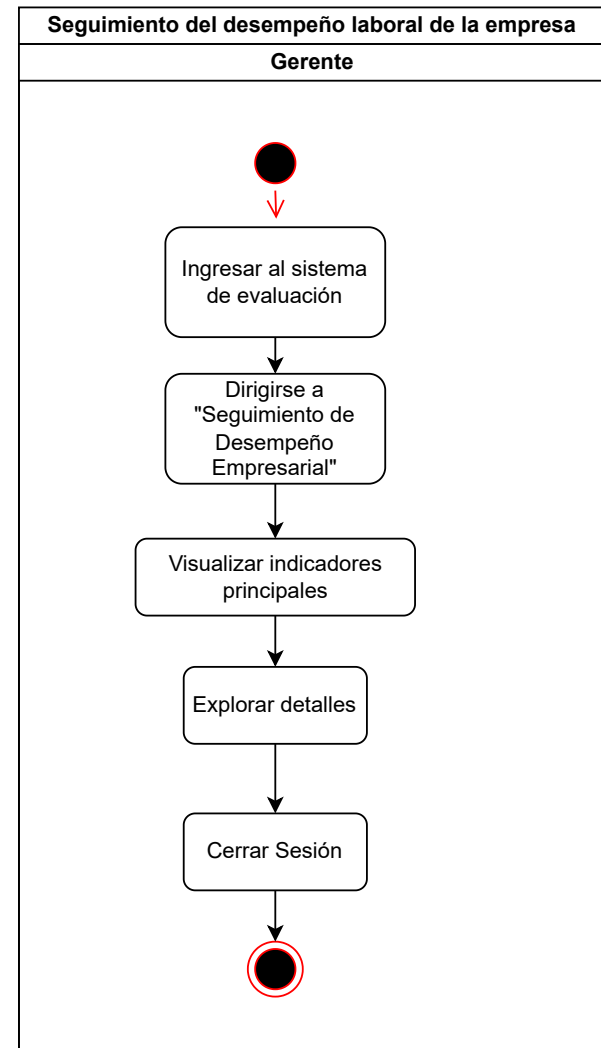 Seguimiento del desempeño laboral de la empresa
Gerente
Ingresar al sistema
de evaluación
Dirigirse a
"Seguimiento de
Desempeño
Empresarial"
Visualizar indicadores
principales
Explorar detalles
Cerrar Sesión